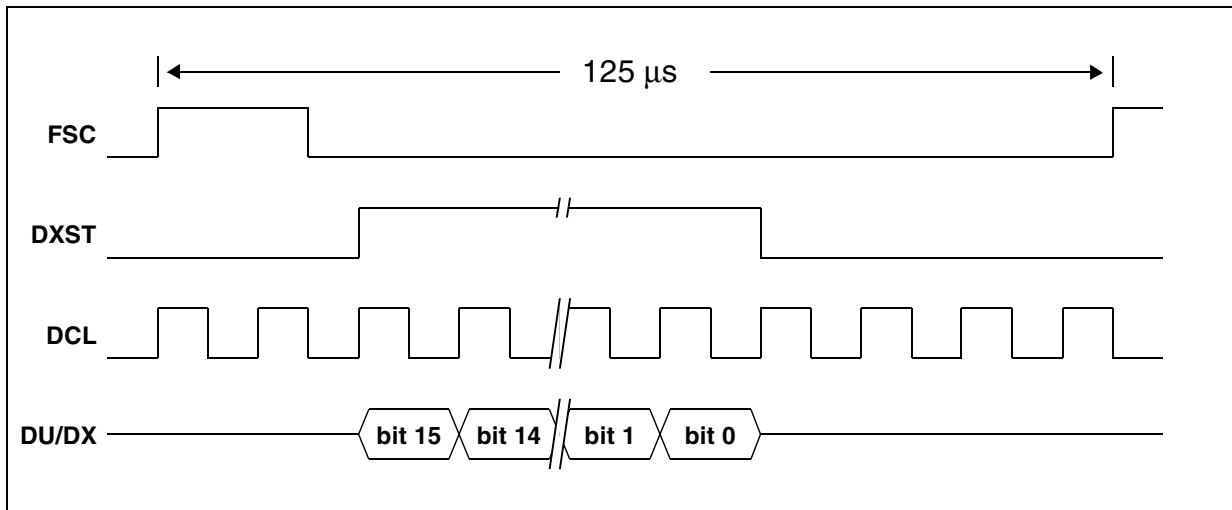 125 µs
FSC
DXST
DCL
DU/DX bit 15 bit 14 bit 1 bit 0